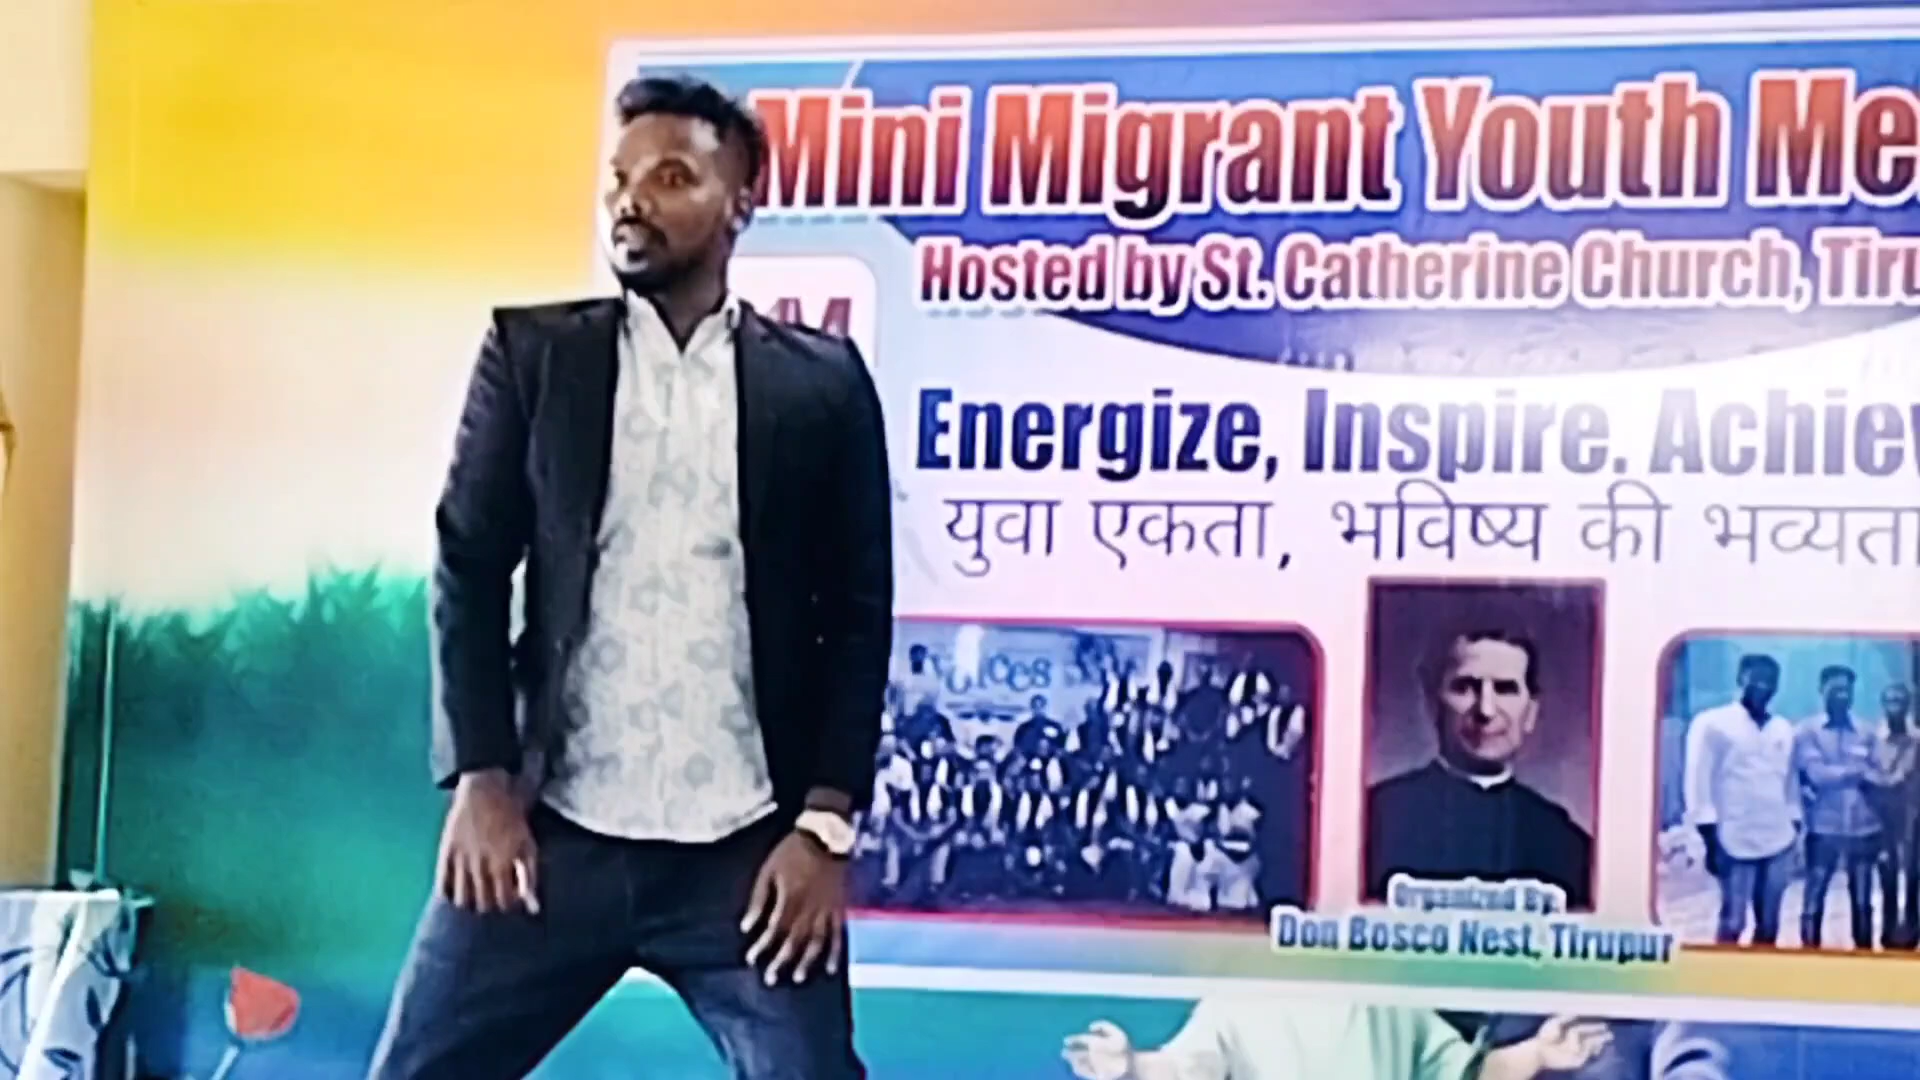 Mini Migrant Youth Me
Hosted by St. Catherine Church, Tiru
Energize, Inspire. Achiev
युवा एकता, भविष्य की भव्यता
Organized By:
Don Bosco Nest, Tirupur